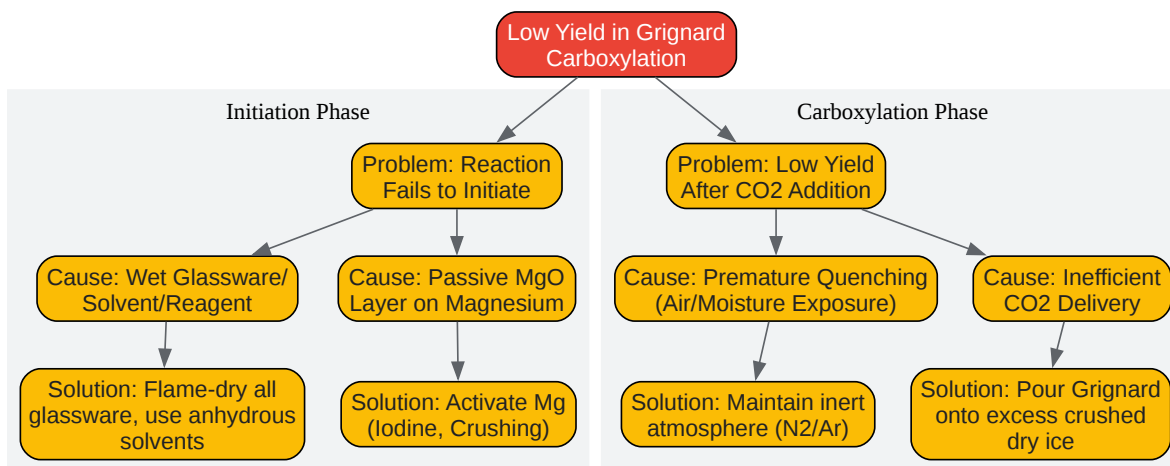 Low Yield in Grignard
Carboxylation
Initiation Phase
Carboxylation Phase
Problem: Reaction
Fails to Initiate
Problem: Low Yield
After CO2 Addition
Cause: Wet Glassware/
Solvent/Reagent
Cause: Passive MgO
Layer on Magnesium
Cause: Premature Quenching
(Air/Moisture Exposure)
Cause: Inefficient
CO2 Delivery
Solution: Flame-dry all
glassware, use anhydrous
solvents
Solution: Activate Mg
(Iodine, Crushing)
Solution: Maintain inert
atmosphere (N2/Ar)
Solution: Pour Grignard
onto excess crushed
dry ice